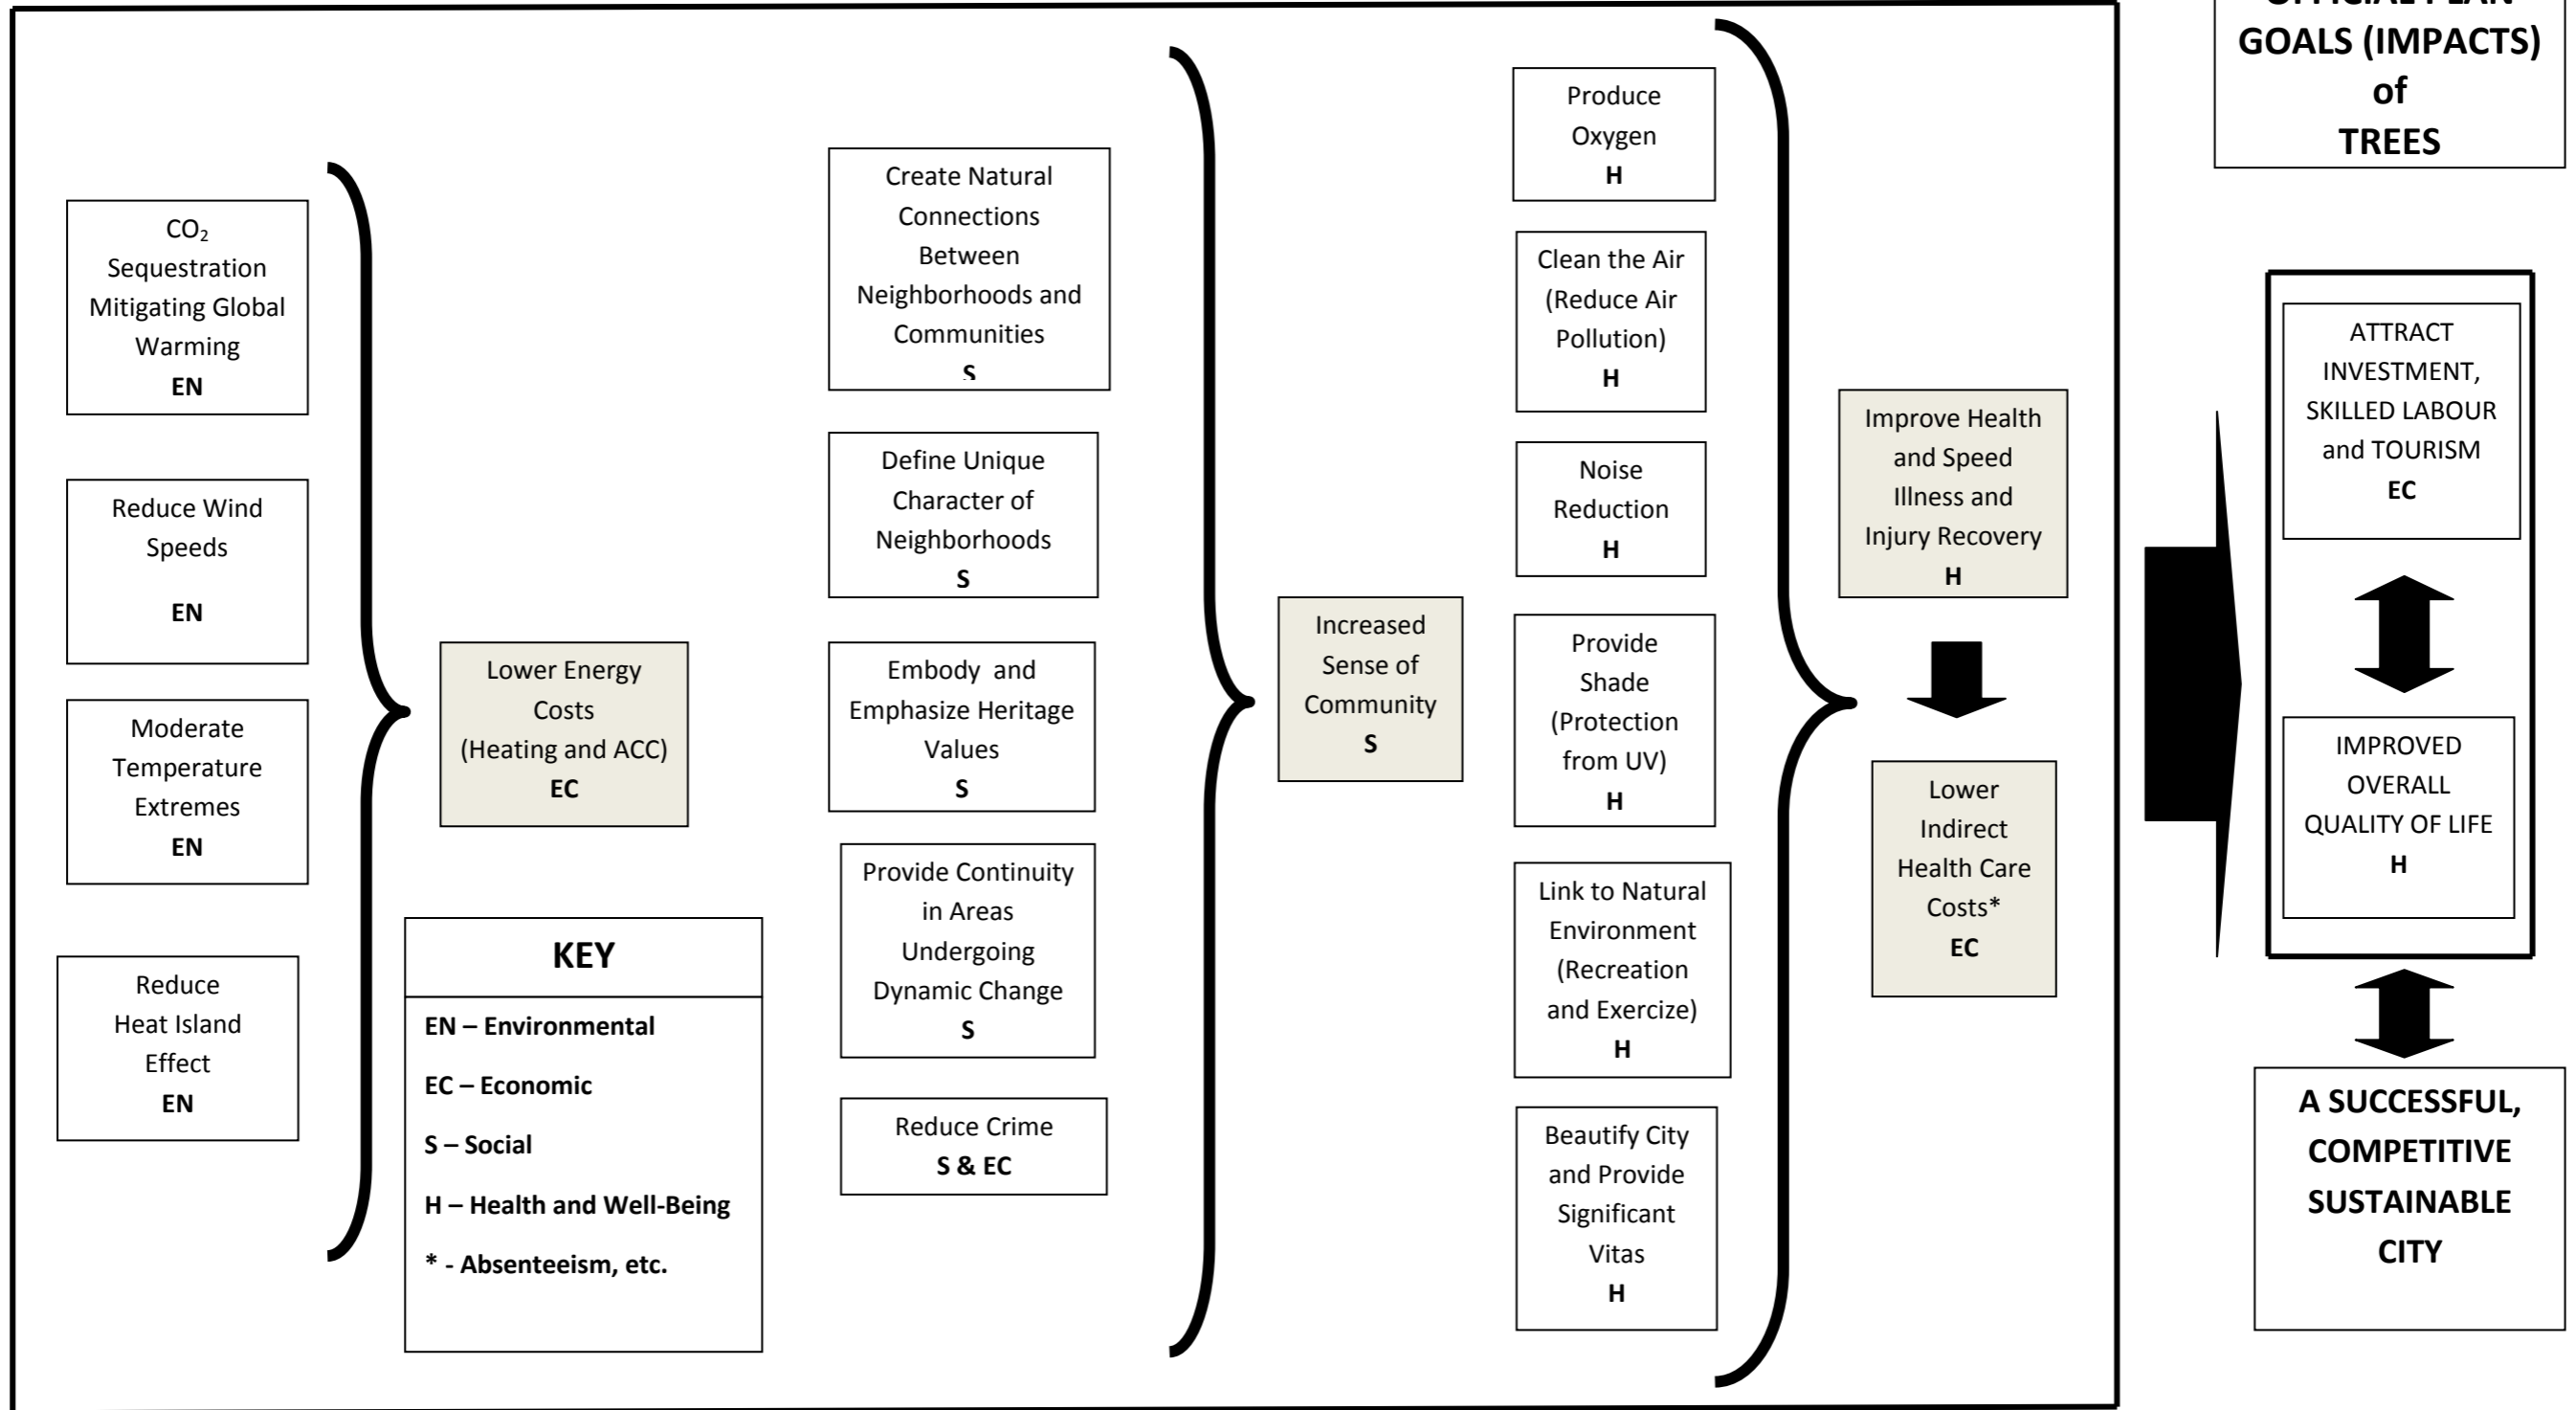 CO₂
Sequestration
Mitigating Global
Warming
EN
Reduce Wind
Speeds
EN
Moderate
Temperature
Extremes
EN
Reduce
Heat Island
Effect
EN
Lower Energy
Costs
(Heating and ACC)
EC
KEY
EN – Environmental
EC – Economic
S – Social
H – Health and Well-Being
* - Absenteeism, etc.
Create Natural
Connections
Between
Neighborhoods and
Communities
S
Define Unique
Character of
Neighborhoods
S
Embody and
Emphasize Heritage
Values
S
Provide Continuity
in Areas
Undergoing
Dynamic Change
S
Reduce Crime
S & EC
Increased
Sense of
Community
S
Produce
Oxygen
H
Clean the Air
(Reduce Air
Pollution)
H
Noise
Reduction
H
Provide
Shade
(Protection
from UV)
H
Link to Natural
Environment
(Recreation
and Exercize)
H
Beautify City
and Provide
Significant
Vitas
H
Improve Health
and Speed
Illness and
Injury Recovery
H
Lower
Indirect
Health Care
Costs*
EC
OFFICIAL PLAN
GOALS (IMPACTS)
of
TREES
ATTRACT
INVESTMENT,
SKILLED LABOUR
and TOURISM
EC
IMPROVED
OVERALL
QUALITY OF LIFE
H
A SUCCESSFUL,
COMPETITIVE
SUSTAINABLE
CITY